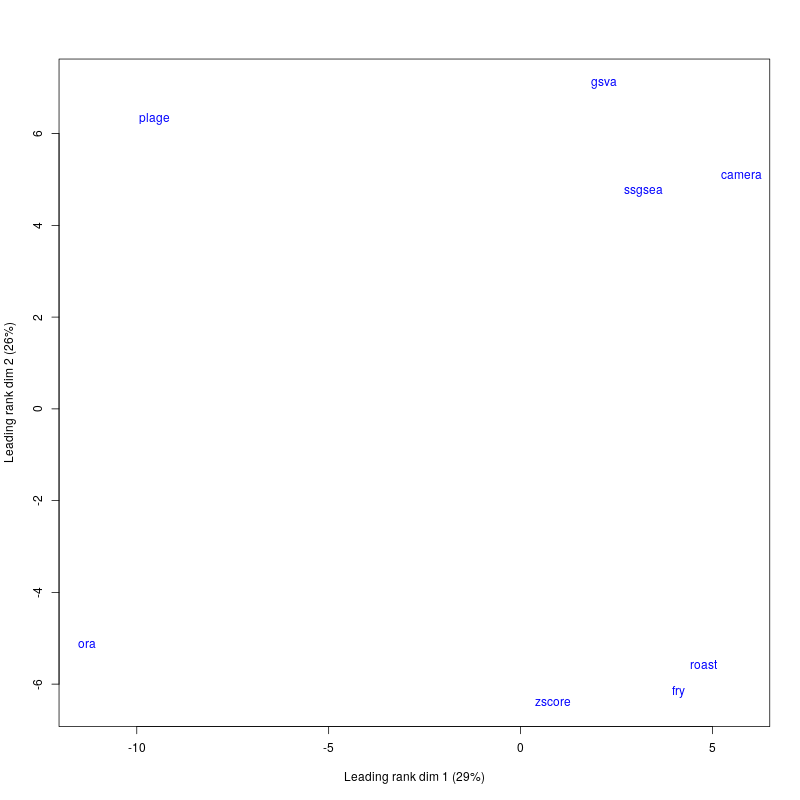 gsva
plage
camera
ssgsea
ora
roast
fry
zscore
6
4
2
0
-2
-4
-6
Leading rank dim 2 (26%)
-10
-5
0
5
Leading rank dim 1 (29%)